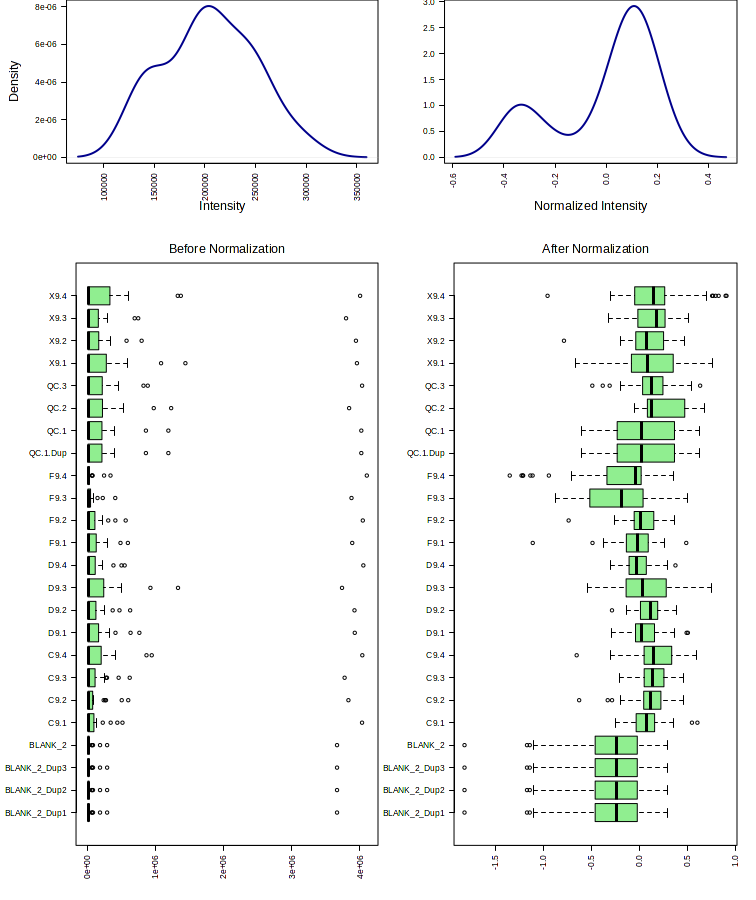 8e-06
6e-06
4e-06
2e-06
0e+00
Density
100000
150000
200000
250000
300000
350000
Intensity
3.0
2.5
2.0
1.5
1.0
0.5
0.0
-0.6
-0.4
-0.2
0.0
0.2
0.4
Normalized Intensity
Before Normalization
X9.4
X9.3
X9.2
X9.1
QC.3
QC.2
QC.1
QC.1.Dup
F9.4
F9.3
F9.2
F9.1
D9.4
D9.3
D9.2
D9.1
C9.4
C9.3
C9.2
C9.1
BLANK_2
BLANK_2_Dup3
BLANK_2_Dup2
BLANK_2_Dup1
0e+00
1e+06
2e+06
3e+06
4e+06
After Normalization
X9.4
X9.3
X9.2
X9.1
QC.3
QC.2
QC.1
QC.1.Dup
F9.4
F9.3
F9.2
F9.1
D9.4
D9.3
D9.2
D9.1
C9.4
C9.3
C9.2
C9.1
BLANK_2
BLANK_2_Dup3
BLANK_2_Dup2
BLANK_2_Dup1
-1.5
-1.0
-0.5
0.0
0.5
1.0